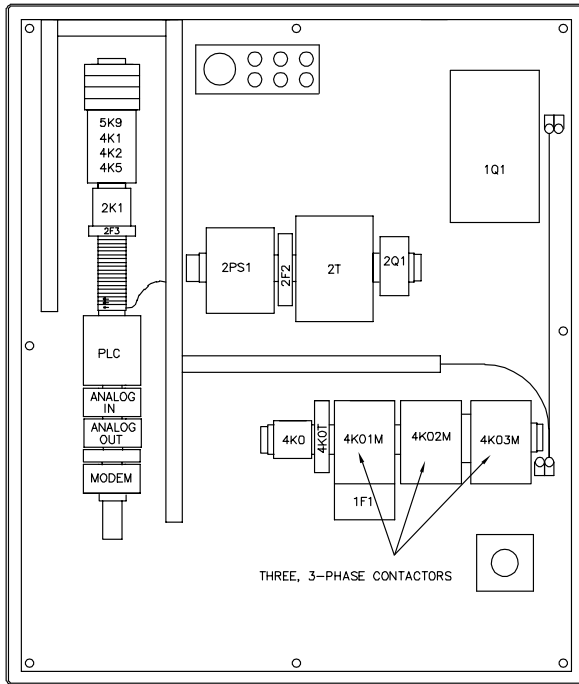 5K9
4K1
4K2
4K5
2K1
2F3
PLC
ANALOG
IN
ANALOG
OUT
MODEM
1Q1
2PS1
2F2
2T
2Q1
4K0
4K0T
4K01M
4K02M
4K03M
1F1
THREE, 3-PHASE CONTACTORS